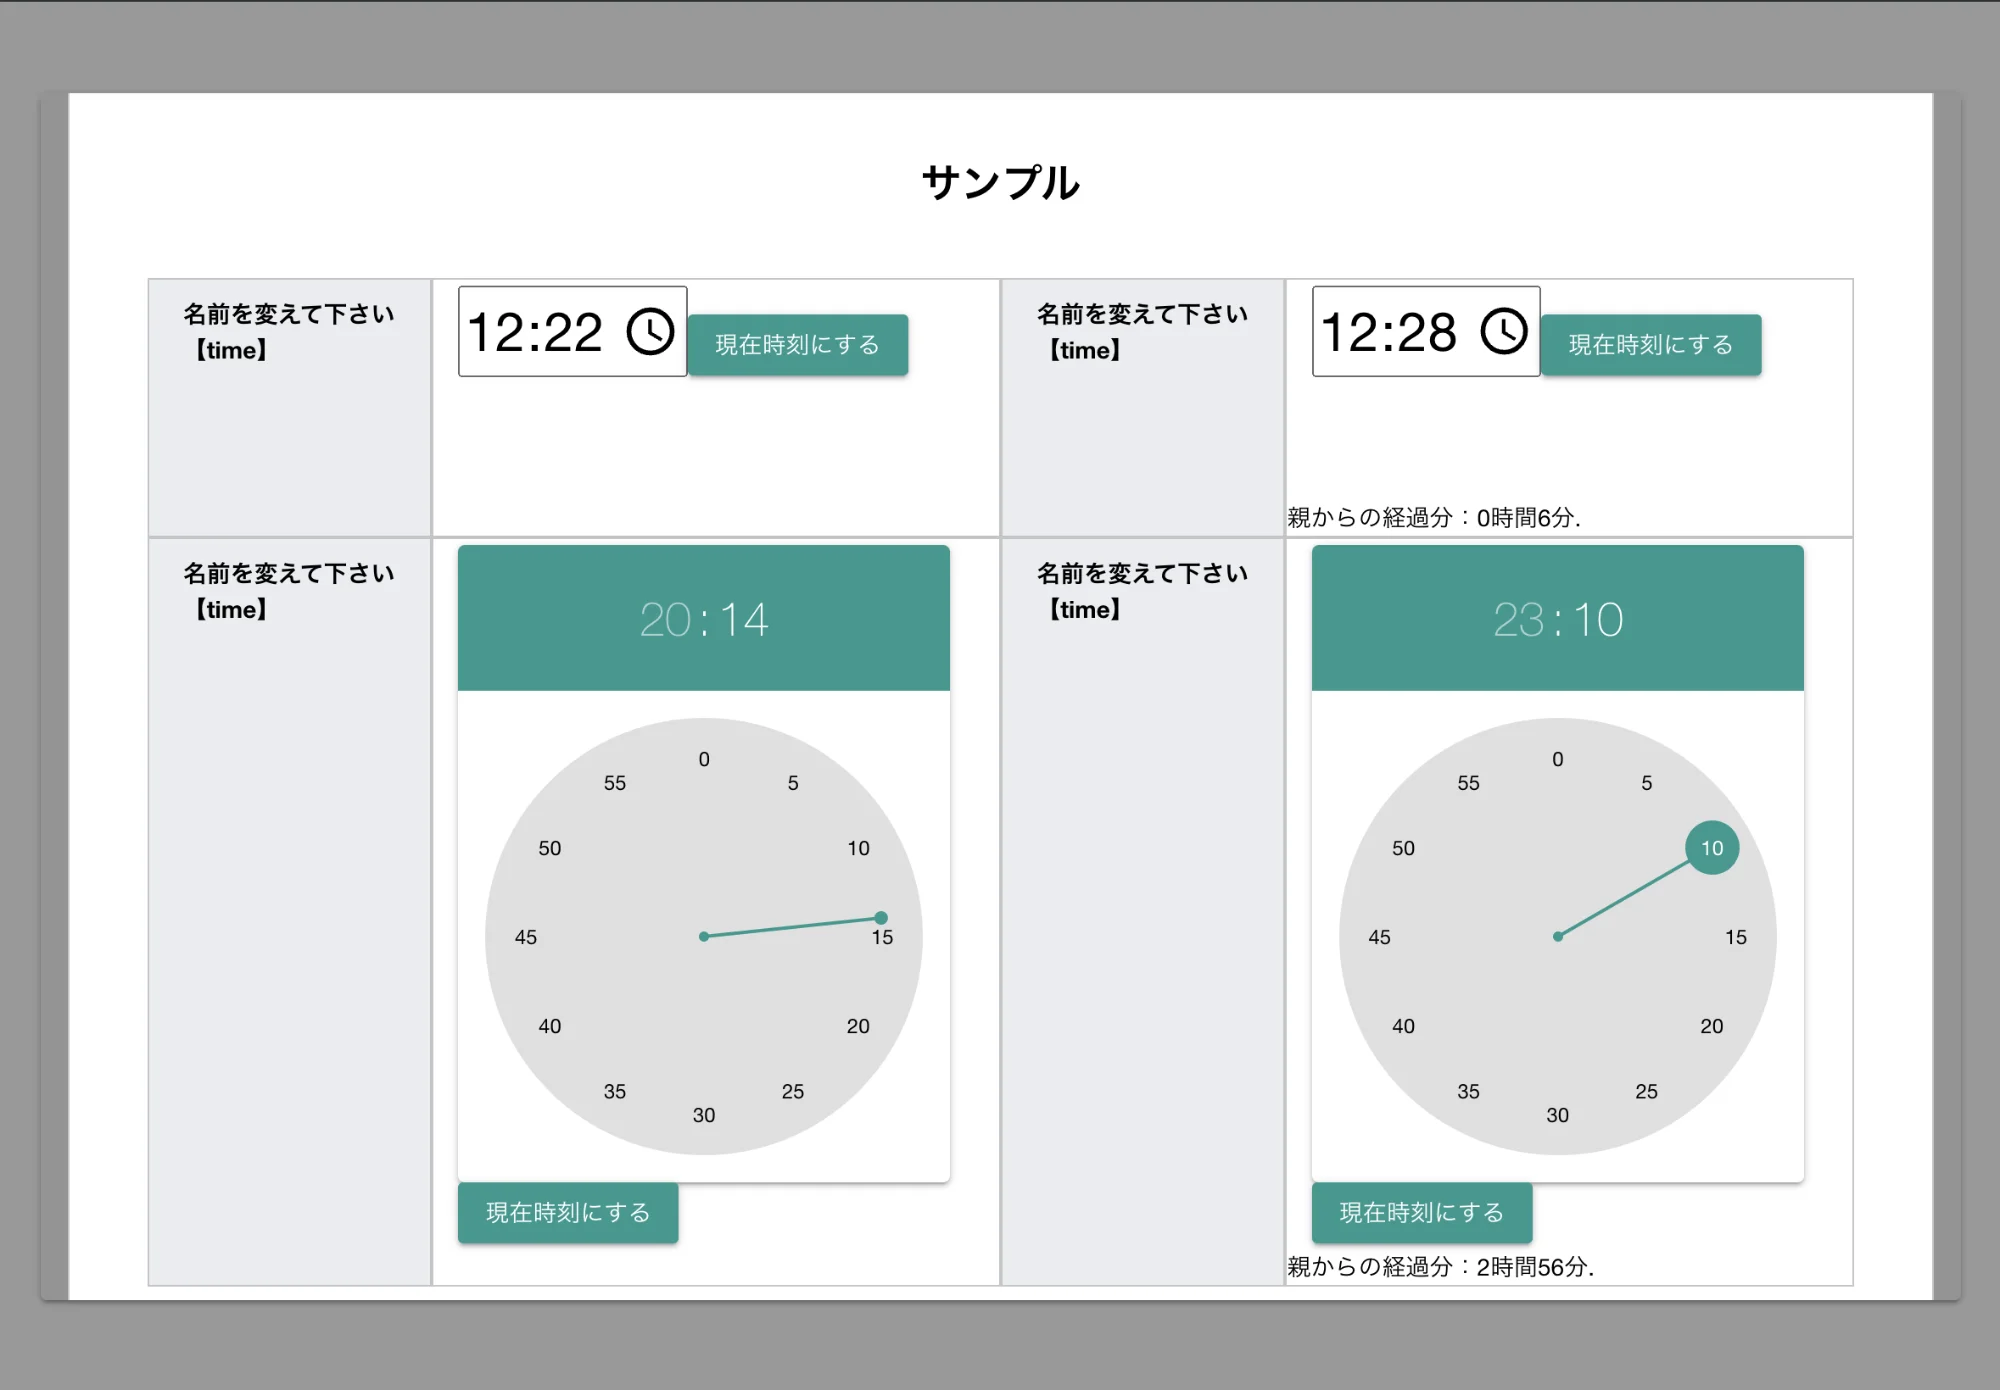 サンプル
名前を変えて下さい
【time】
12:22
現在時刻にする
名前を変えて下さい
【time】
12:28
現在時刻にする
親からの経過分：0時間6分.
名前を変えて下さい
【time】
20:14
0
5
10
15
20
25
30
35
40
45
50
55
現在時刻にする
名前を変えて下さい
【time】
23:10
0
5
10
15
20
25
30
35
40
45
50
55
現在時刻にする
親からの経過分：2時間56分.